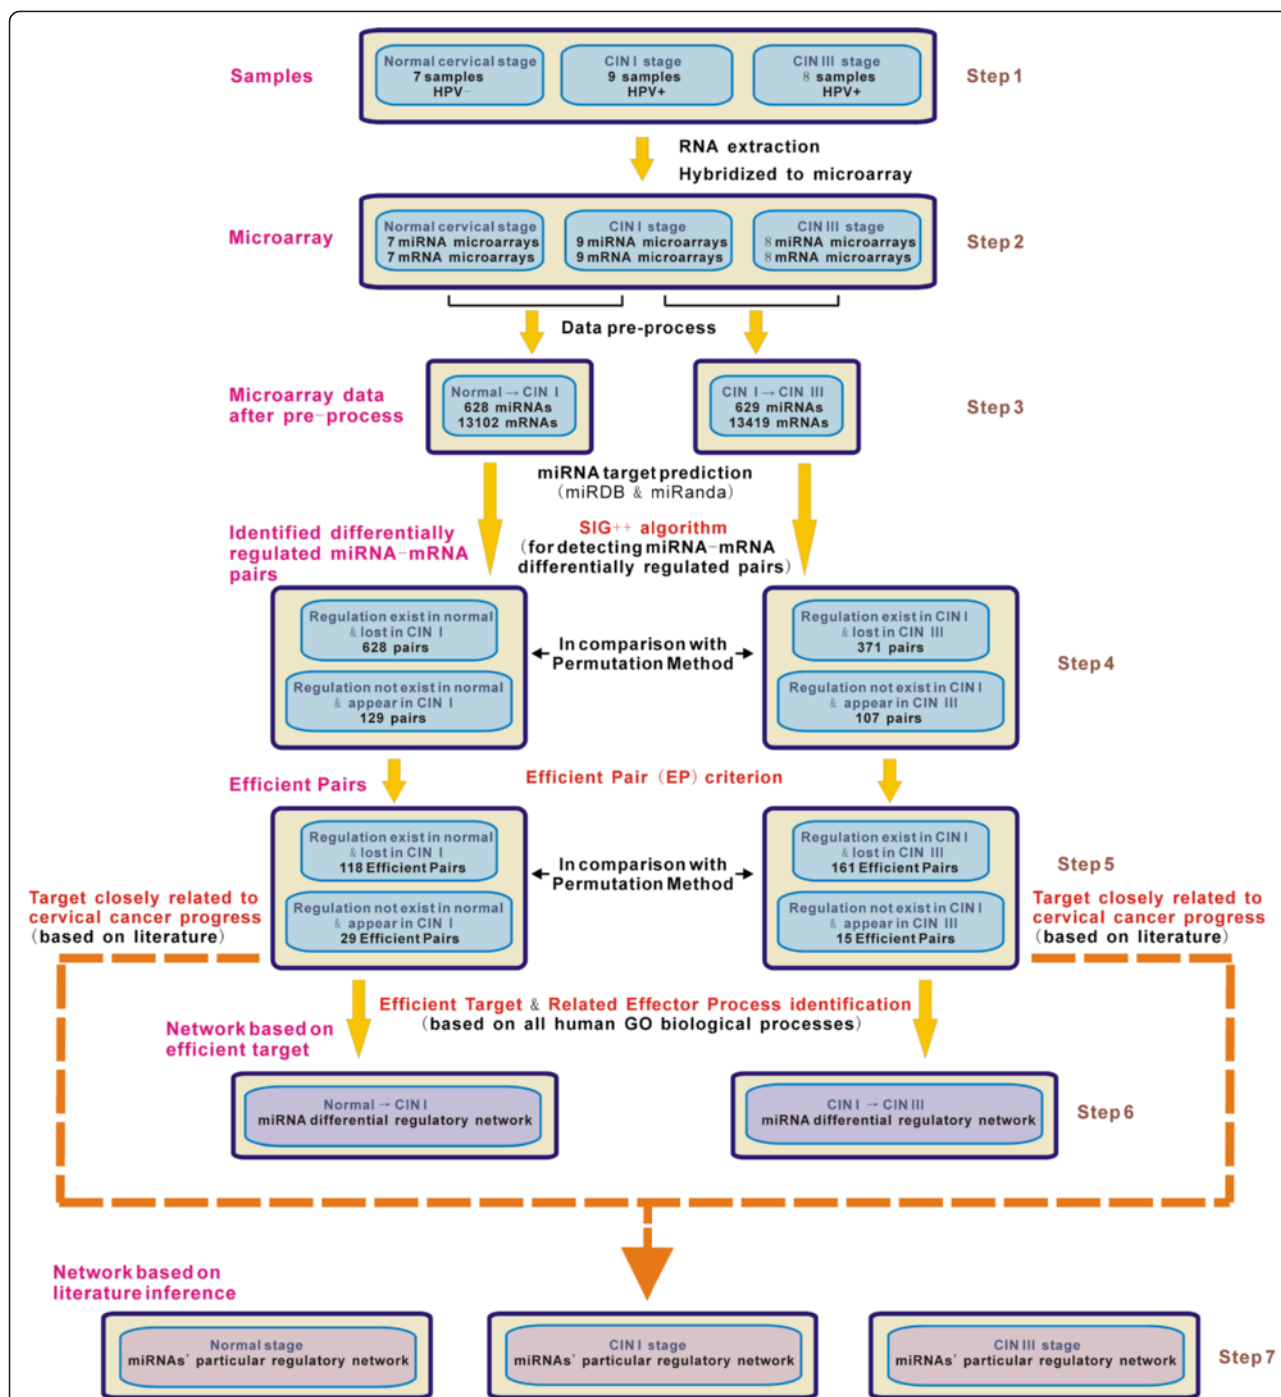 Samples
Normal cervical stage
7 samples
HPV-
CIN I stage
9 samples
HPV+
CIN III stage
8 samples
HPV+
Step 1
RNA extraction
Hybridized to microarray
Microarray
Normal cervical stage
7 miRNA microarrays
7 mRNA microarrays
CIN I stage
9 miRNA microarrays
9 mRNA microarrays
CIN III stage
8 miRNA microarrays
8 mRNA microarrays
Step 2
Data pre-process
Microarray data
after pre-process
Normal → CIN I
628 miRNAs
13102 mRNAs
CIN I → CIN III
629 miRNAs
13419 mRNAs
Step 3
miRNA target prediction
(miRDB & miRanda)
SIG++ algorithm
(for detecting miRNA-mRNA
differentially regulated pairs)
Identified differentially
regulated miRNA-mRNA
pairs
Regulation exist in normal
& lost in CIN I
628 pairs
Regulation not exist in normal
& appear in CIN I
129 pairs
In comparison with
Permutation Method
Regulation exist in CIN I
& lost in CIN III
371 pairs
Regulation not exist in CIN I
& appear in CIN III
107 pairs
Step 4
Efficient Pairs
Efficient Pair (EP) criterion
Regulation exist in normal
& lost in CIN I
118 Efficient Pairs
Regulation not exist in normal
& appear in CIN I
29 Efficient Pairs
In comparison with
Permutation Method
Regulation exist in CIN I
& lost in CIN III
161 Efficient Pairs
Regulation not exist in CIN I
& appear in CIN III
15 Efficient Pairs
Step 5
Target closely related to
cervical cancer progress
(based on literature)
Target closely related to
cervical cancer progress
(based on literature)
Efficient Target & Related Effector Process identification
(based on all human GO biological processes)
Network based on
efficient target
Normal → CIN I
miRNA differential regulatory network
CIN I → CIN III
miRNA differential regulatory network
Step 6
Network based on
literature inference
Normal stage
miRNAs' particular regulatory network
CIN I stage
miRNAs' particular regulatory network
CIN III stage
miRNAs' particular regulatory network
Step 7